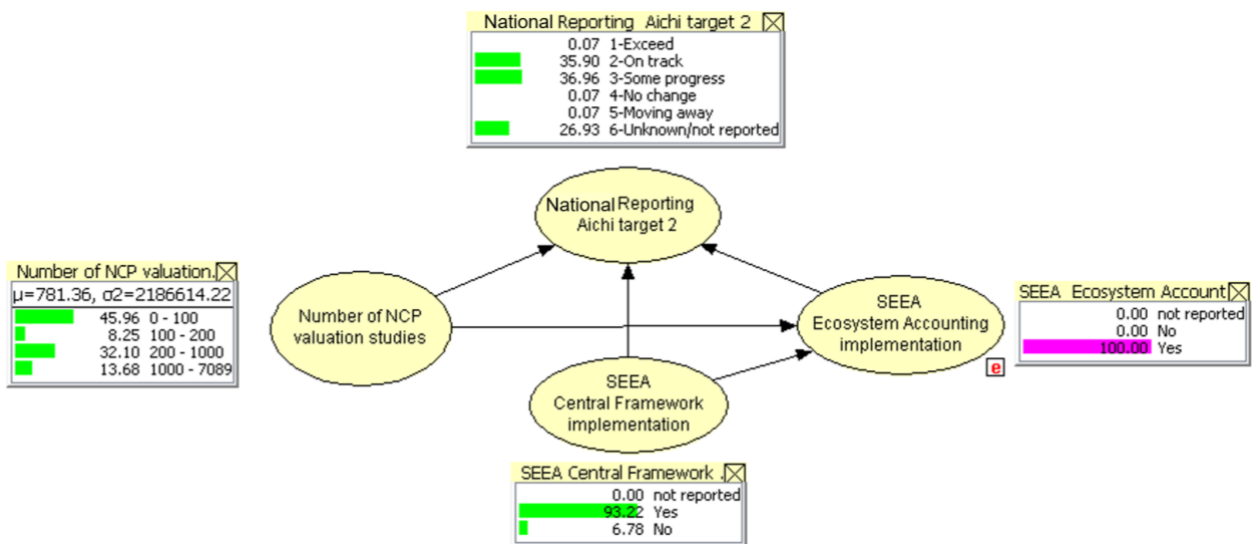 National Reporting Aichi target 2
0.07 1-Exceed
35.90 2-On track
36.96 3-Some progress
0.07 4-No change
0.07 5-Moving away
26.93 6-Unknown/not reported
National Reporting
Aichi target 2
Number of NCP valuation.
μ=781.36, σ2=2186614.22
45.96 0 - 100
8.25 100 - 200
32.10 200 - 1000
13.68 1000 - 7089
Number of NCP
valuation studies
SEEA
Ecosystem Accounting
implementation
e
SEEA Ecosystem Account
0.00 not reported
0.00 No
100.00 Yes
SEEA
Central Framework
implementation
SEEA Central Framework .
0.00 not reported
93.22 Yes
6.78 No